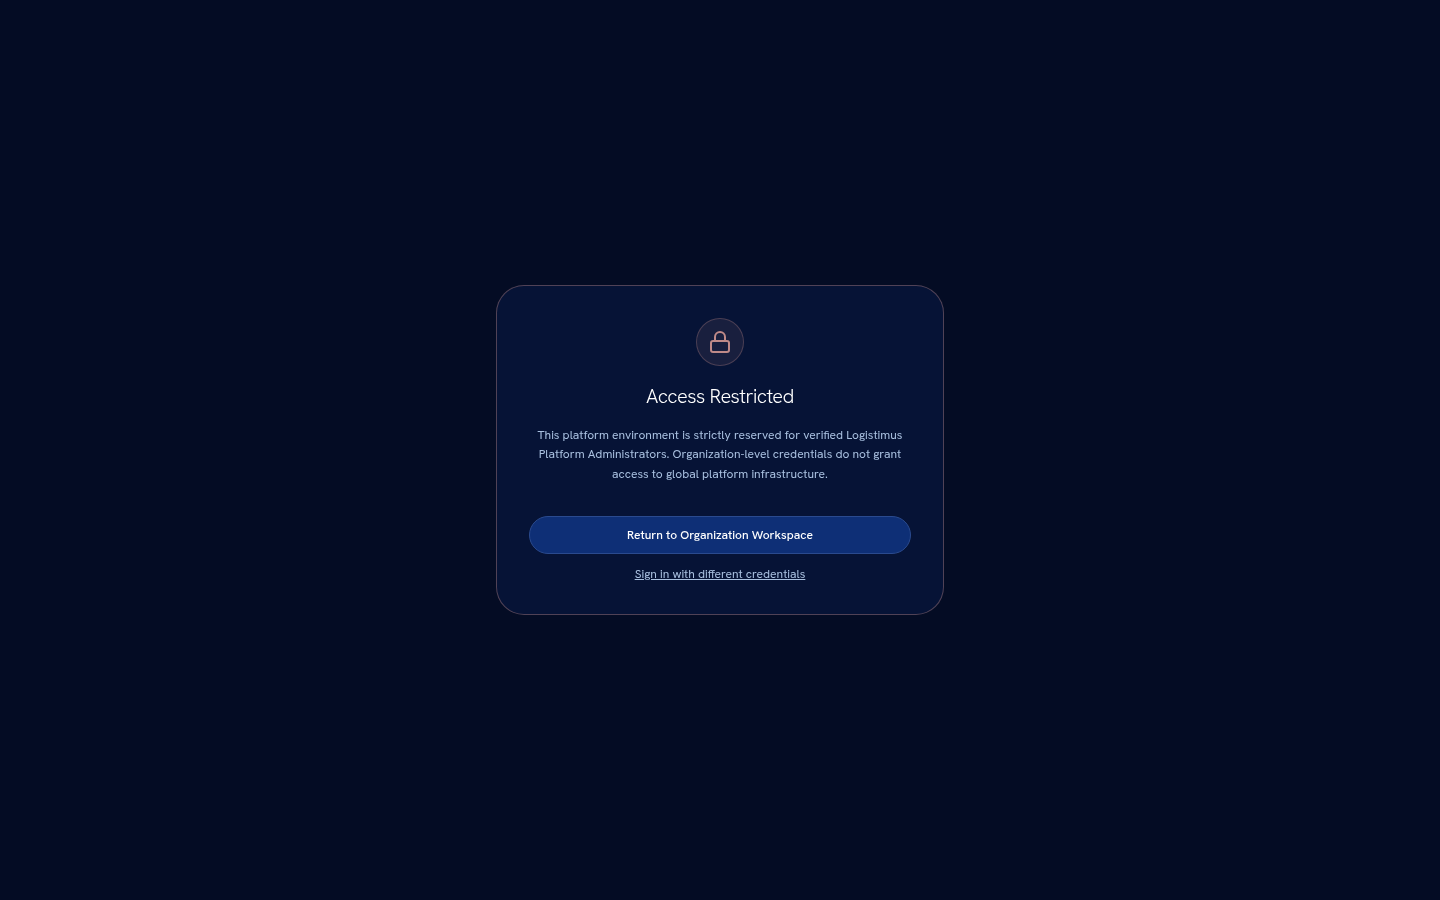 Access Restricted
This platform environment is strictly reserved for verified Logistimus
Platform Administrators. Organization-level credentials do not grant
access to global platform infrastructure.
Return to Organization Workspace
Sign in with different credentials